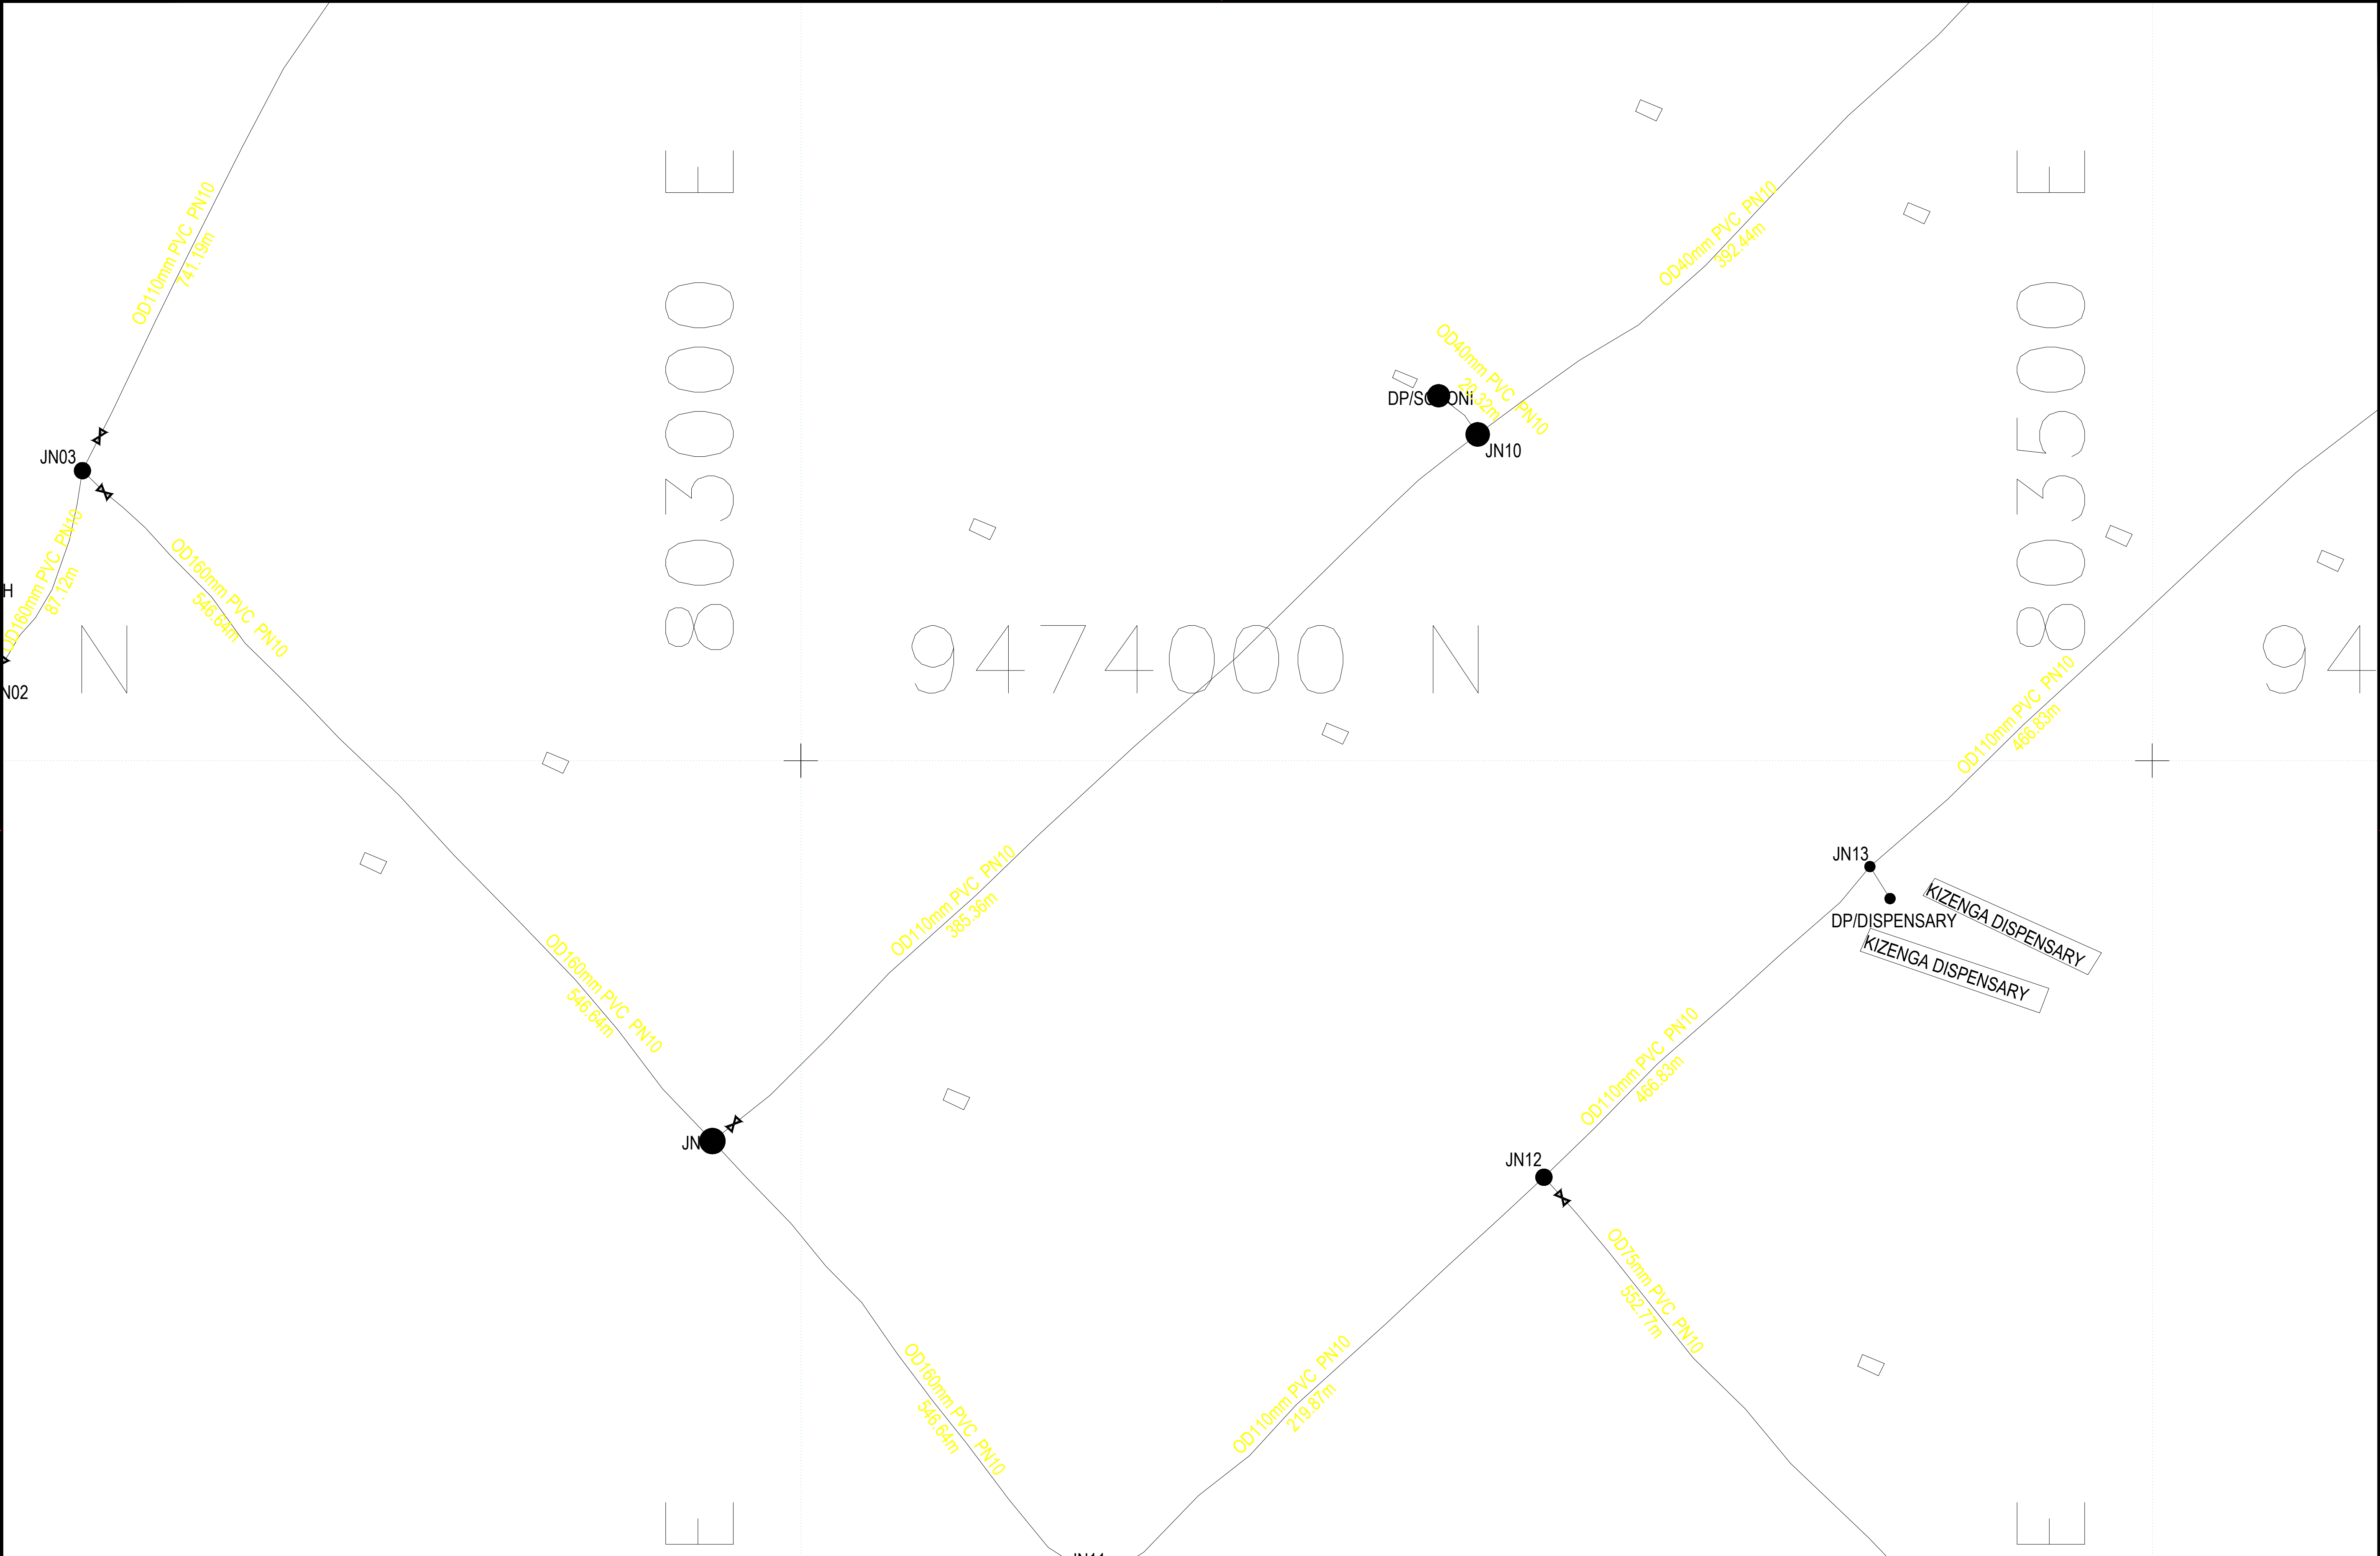 OD110mm PVC PN10
741.19m
803000 E
803500 E
OD40mm PVC PN10
392.44m
OD40mm PVC PN10
20.32m
JN10
JN03
OD160mm PVC PN10
87.12m
OD160mm PVC PN10
546.64m
H
N
9474000 N
94
N02
OD110mm PVC PN10
466.83m
JN13
KIZENGA DISPENSARY
DP/DISPENSARY
KIZENGA DISPENSARY
OD110mm PVC PN10
385.36m
OD160mm PVC PN10
546.64m
OD110mm PVC PN10
466.83m
JN
JN12
OD75mm PVC PN10
552.77m
OD160mm PVC PN10
546.64m
OD110mm PVC PN10
219.87m
E
E